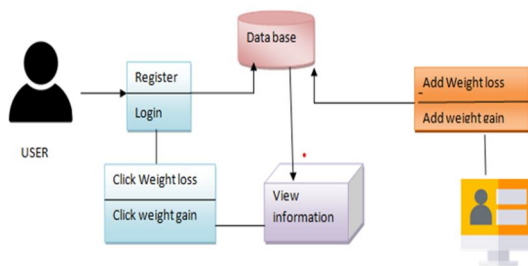 Data base
Register
Login
USER
Add Weight loss
Add weight gain
Click Weight loss
Click weight gain
View
information